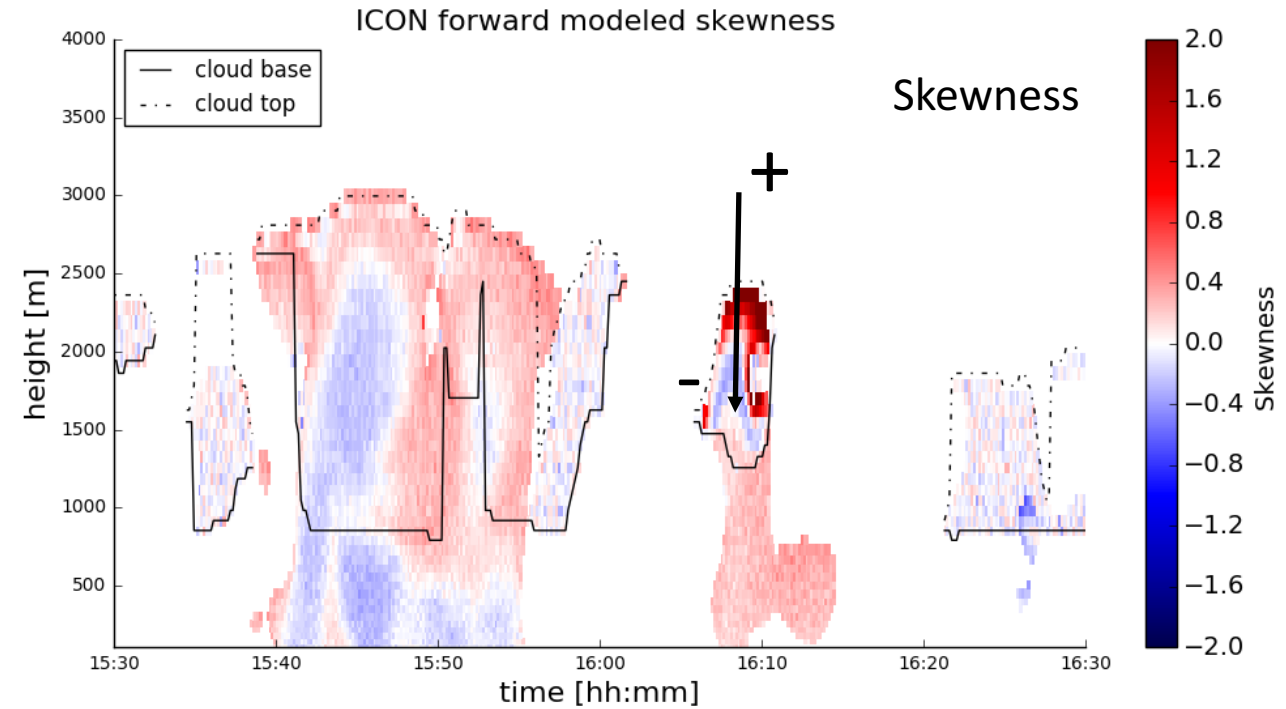 ICON forward modeled skewness
cloud base
cloud top
Skewness
+
-
height [m]
4000
3500
3000
2500
2000
1500
1000
500
15:30 15:40 15:50 16:00 16:10 16:20 16:30
time [hh:mm]
2.0
1.6
1.2
0.8
0.4
0.0
−0.4
−0.8
−1.2
−1.6
−2.0
Skewness